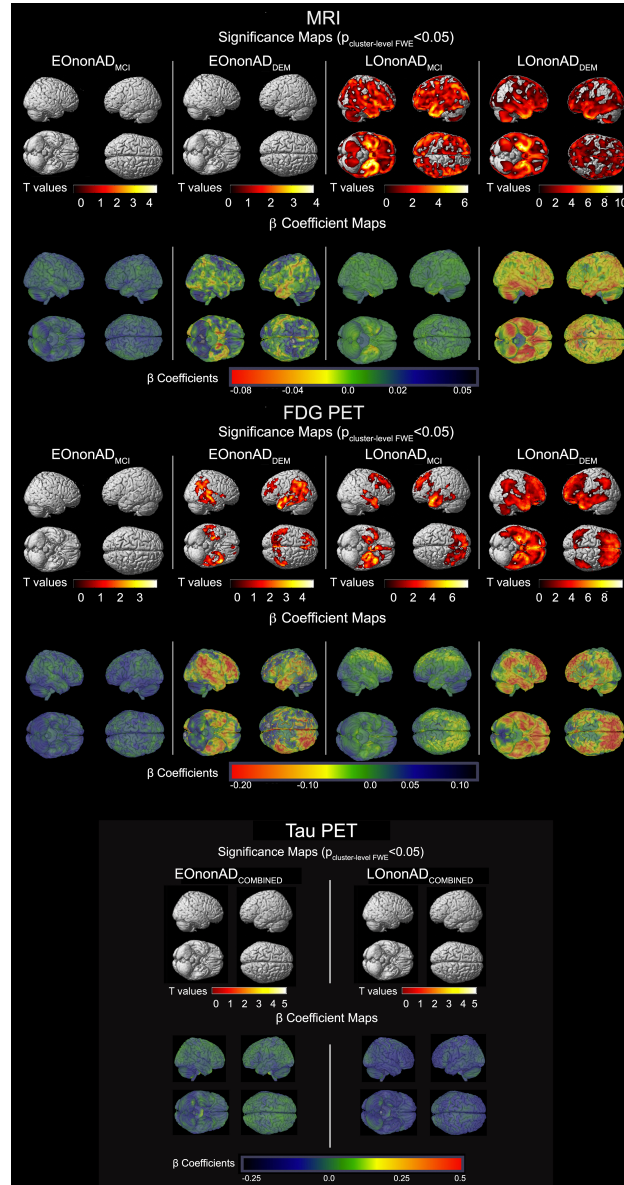 MRI
Significance Maps (pcluster-level FWE<0.05)
EOnonADMCI EOnonADDEM LOnonADMCI LOnonADDEM
T values 0 1 2 3 4 T values 0 1 2 3 4 T values 0 2 4 6 T values 0 2 4 6 8 10
β Coefficient Maps
β Coefficients -0.08 -0.04 0.0 0.02 0.05
FDG PET
Significance Maps (pcluster-level FWE<0.05)
EOnonADMCI EOnonADDEM LOnonADMCI LOnonADDEM
T values 0 1 2 3 T values 0 1 2 3 4 T values 0 2 4 6 T values 0 2 4 6 8
β Coefficient Maps
β Coefficients -0.20 -0.10 0.0 0.05 0.10
Tau PET
Significance Maps (pcluster-level FWE<0.05)
EOnonADCOMBINED LOnonADCOMBINED
T values 0 1 2 3 4 5 T values 0 1 2 3 4 5
β Coefficient Maps
β Coefficients -0.25 0.0 0.25 0.5